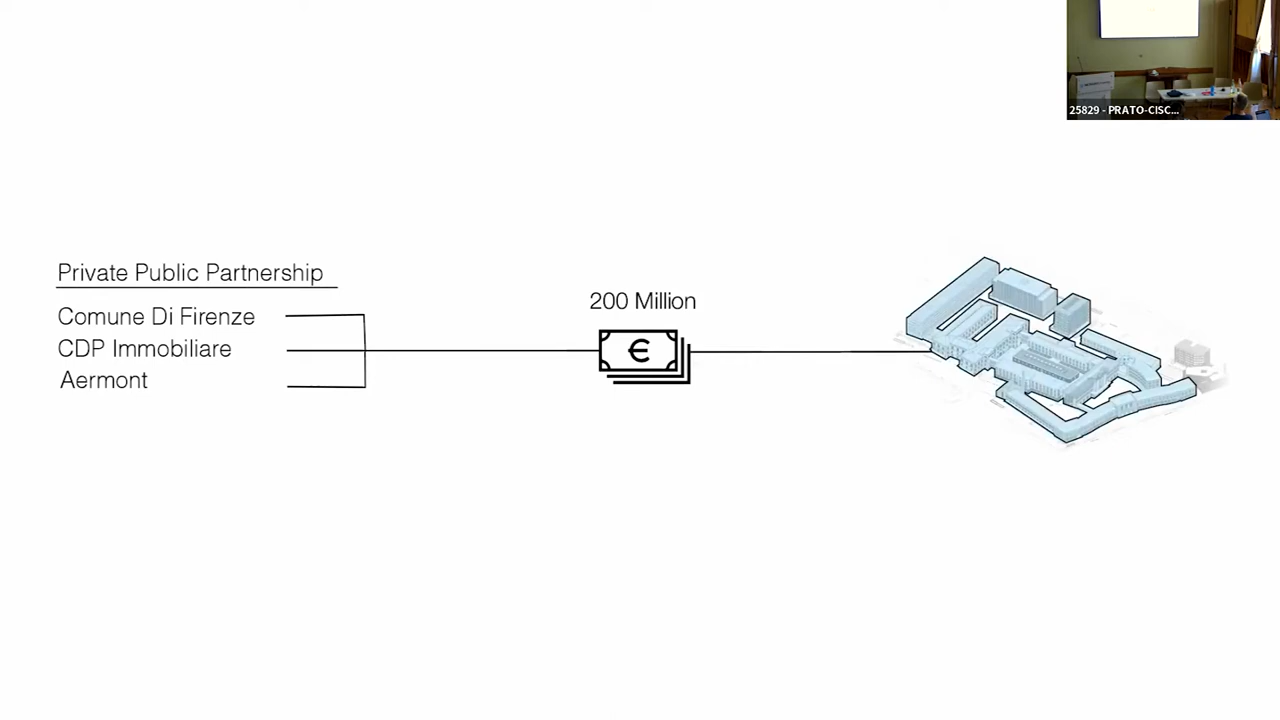 25829 - PRATO-CISC...
Private Public Partnership
Comune Di Firenze
CDP Immobiliare
Aermont
200 Million
€